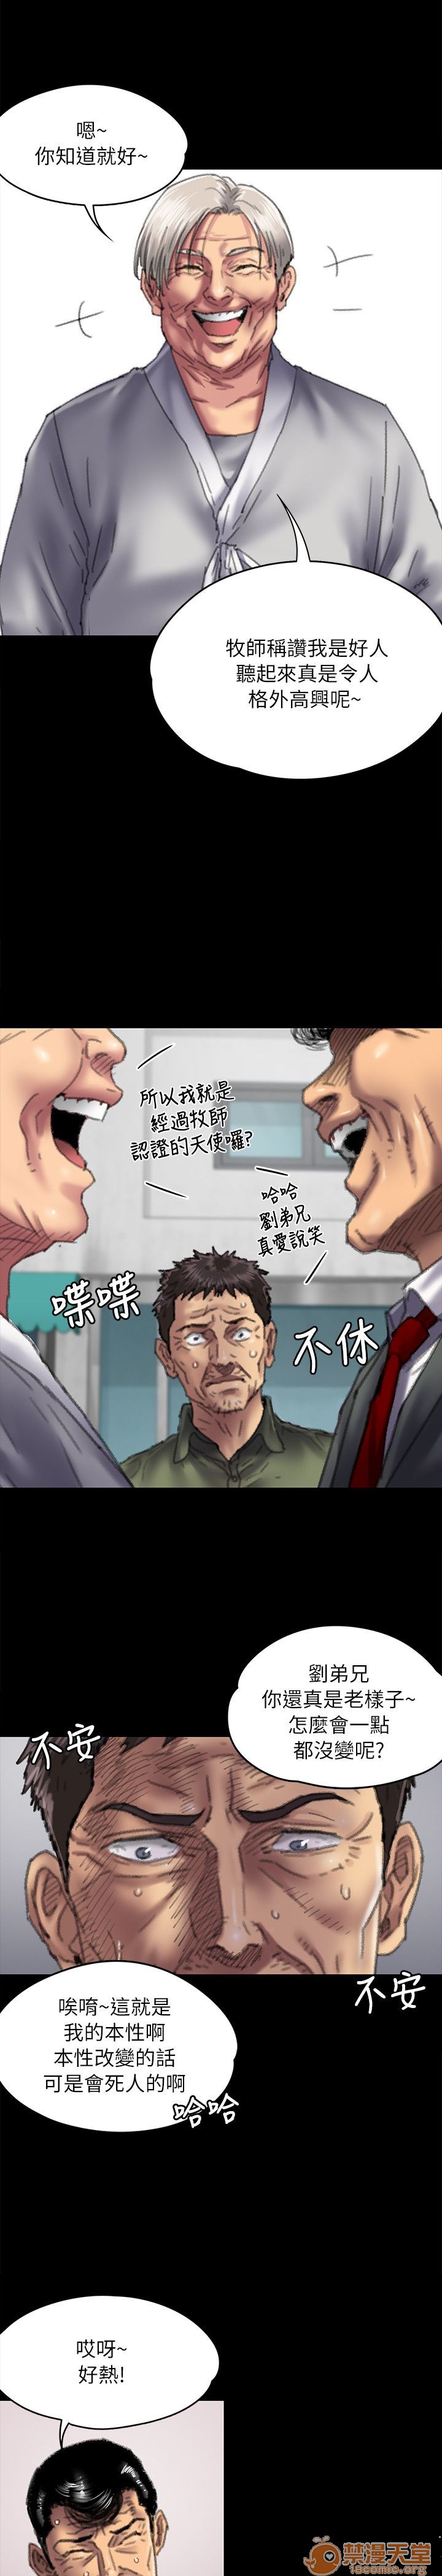 嗯~
你知道就好~
牧師稱讚我是好人
聽起來真是令人
格外高興呢~
所以我就是
經過牧師
認證的天使囉?
哈哈
劉弟兄
真愛說笑
喋喋
不休
劉弟兄
你還真是老樣子~
怎麼會一點
都沒變呢?
不安
不安
唉唷~這就是
我的本性啊
本性改變的話
可是會死人的啊
哈哈
哎呀~
好熱!
禁漫天堂
18comic.org